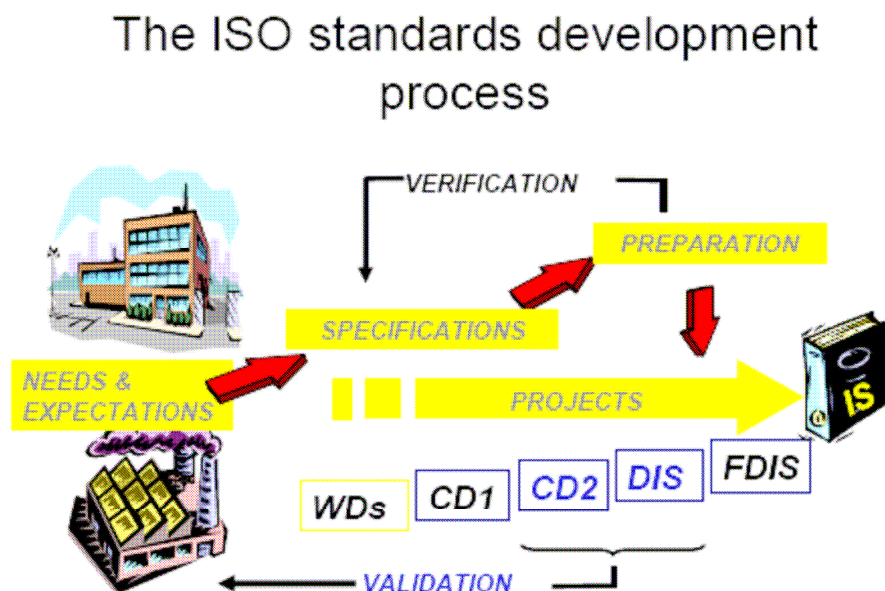 The ISO standards development
process
VERIFICATION
PREPARATION
SPECIFICATIONS
NEEDS &
EXPECTATIONS
PROJECTS
IS
WDs
CD1
CD2
DIS
FDIS
VALIDATION